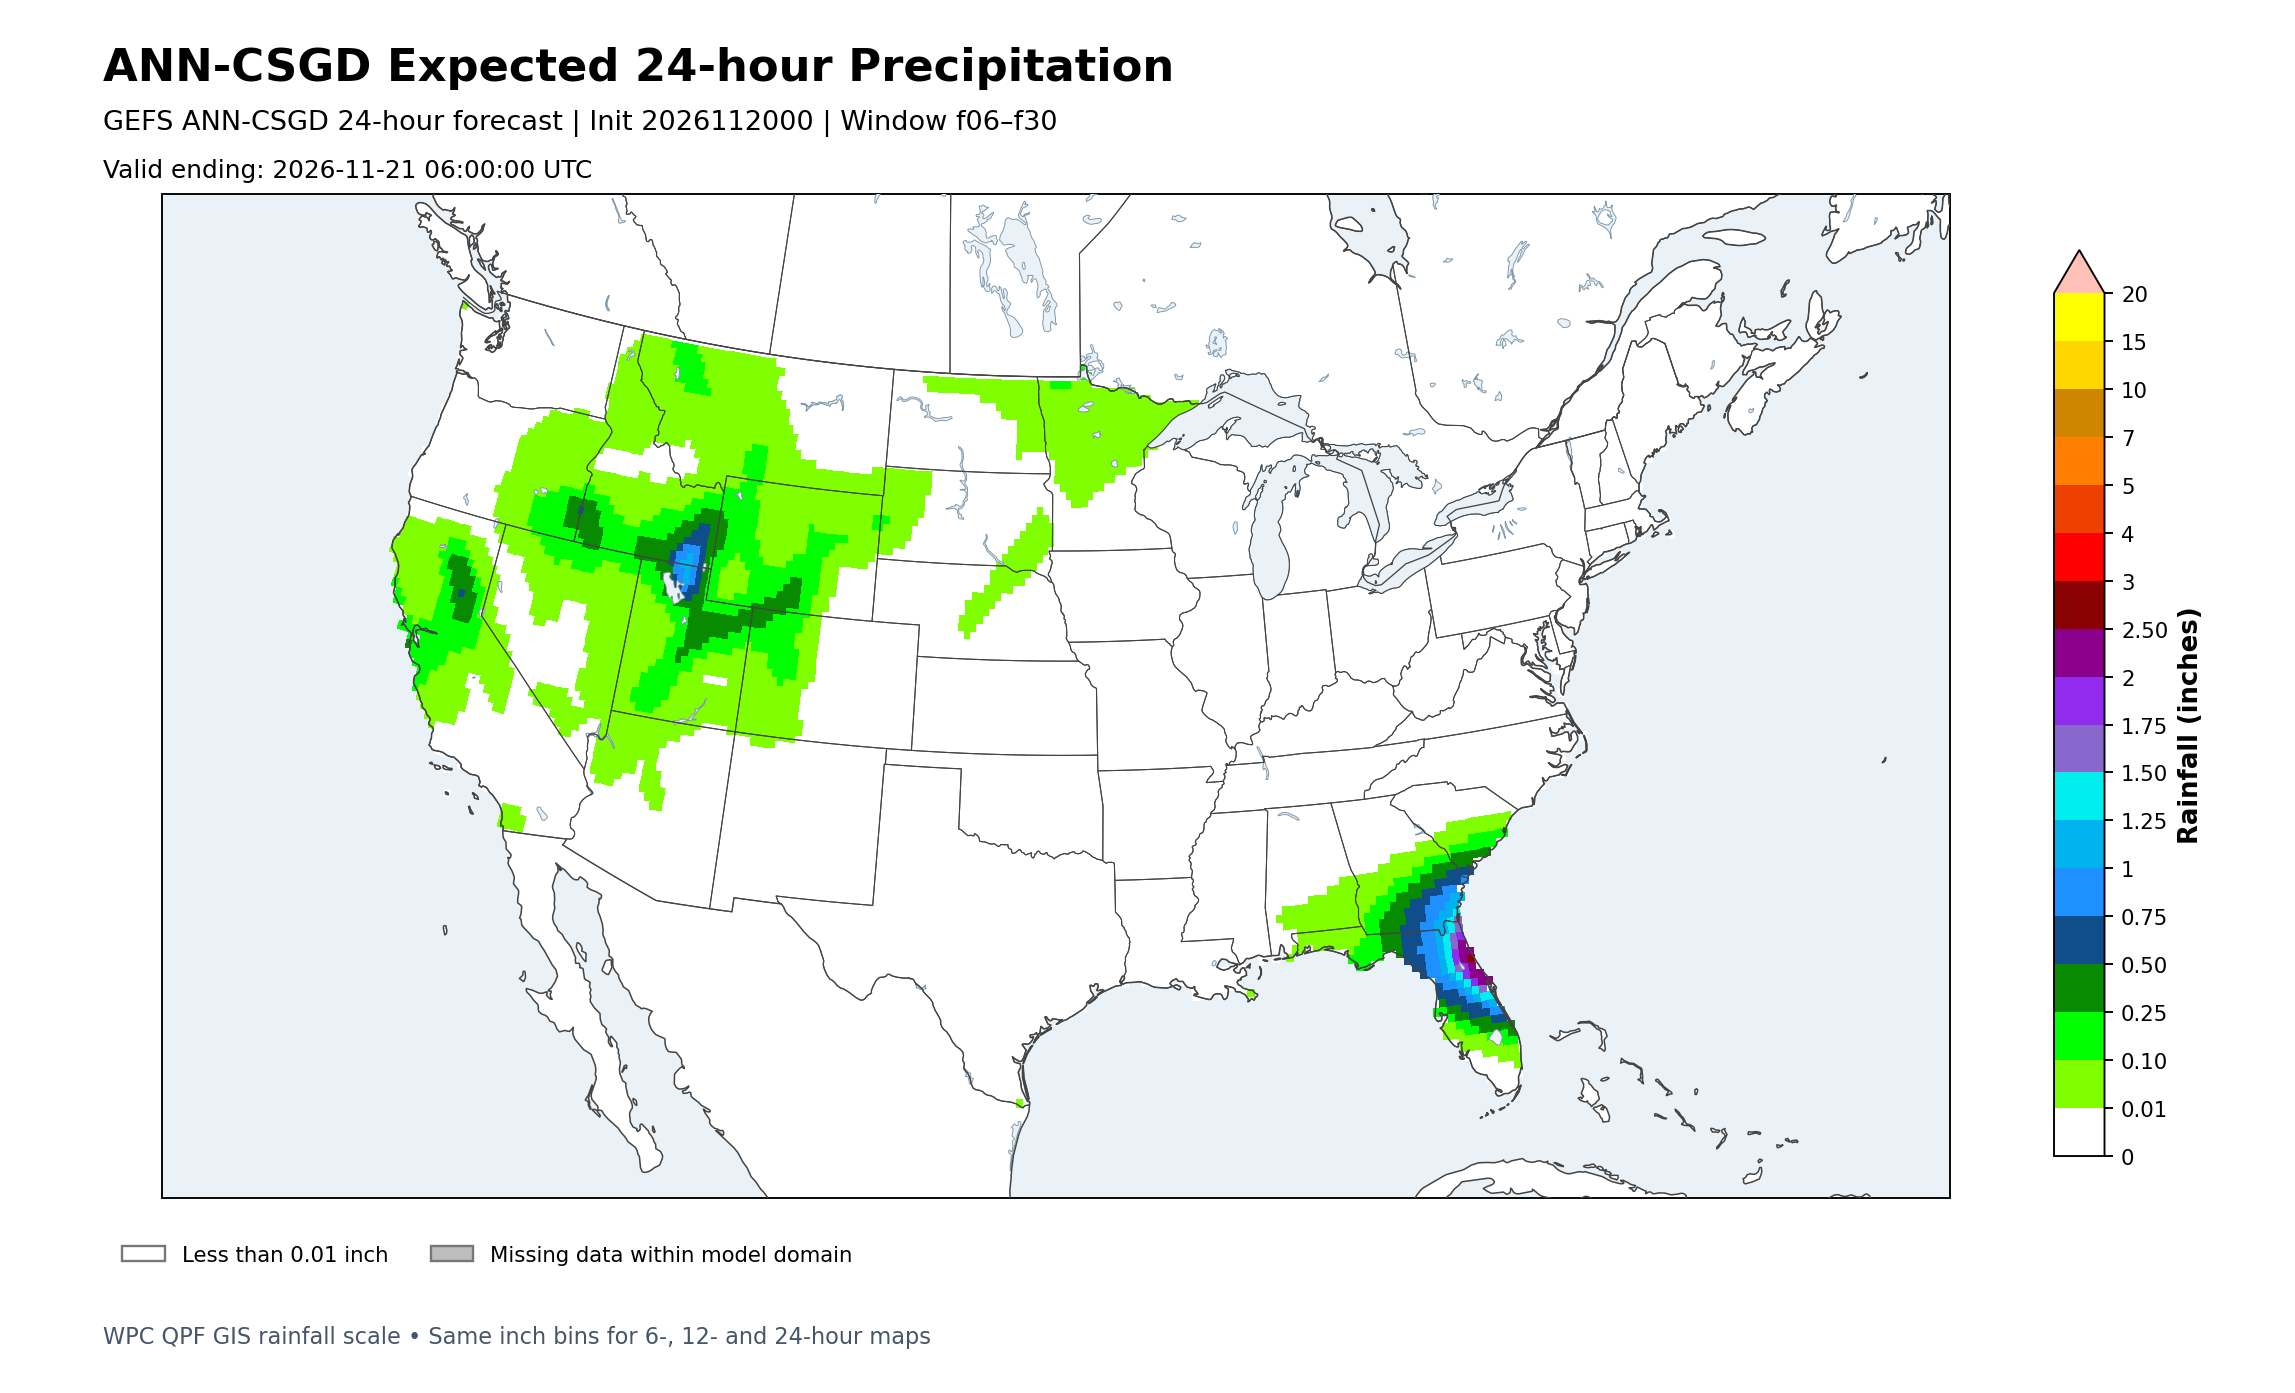 ANN-CSGD Expected 24-hour Precipitation
GEFS ANN-CSGD 24-hour forecast | Init 2026112000 | Window f06–f30
Valid ending: 2026-11-21 06:00:00 UTC
20
15
10
7
5
4
3
2.50
2
1.75
1.50
1.25
1
0.75
0.50
0.25
0.10
0.01
0
Rainfall (inches)
Less than 0.01 inch
Missing data within model domain
WPC QPF GIS rainfall scale • Same inch bins for 6-, 12- and 24-hour maps